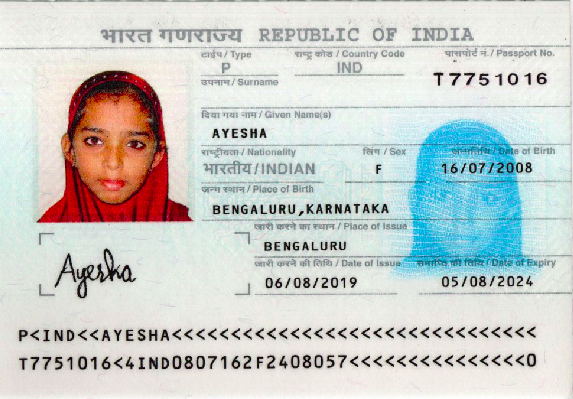 भारत गणराज्य REPUBLIC OF INDIA
टाईप / Type राष्ट्र कोड / Country Code पासपोर्ट नं. / Passport No.
P IND T7751016
उपनाम / Surname
दिया गया नाम / Given Name(s)
AYESHA
राष्ट्रीयता / Nationality लिंग / Sex जन्मतिथि / Date of Birth
भारतीय / INDIAN F 16/07/2008
जन्म स्थान / Place of Birth
BENGALURU,KARNATAKA
जारी करने का स्थान / Place of Issue
BENGALURU
जारी करने की तिथि / Date of Issue समाप्ति की तिथि / Date of Expiry
06/08/2019 05/08/2024
Ayesha
P<IND<<AYESHA<<<<<<<<<<<<<<<<<<<<<<<<<<<<<<<
T7751016<4IND0807162F2408057<<<<<<<<<<<<<<<0